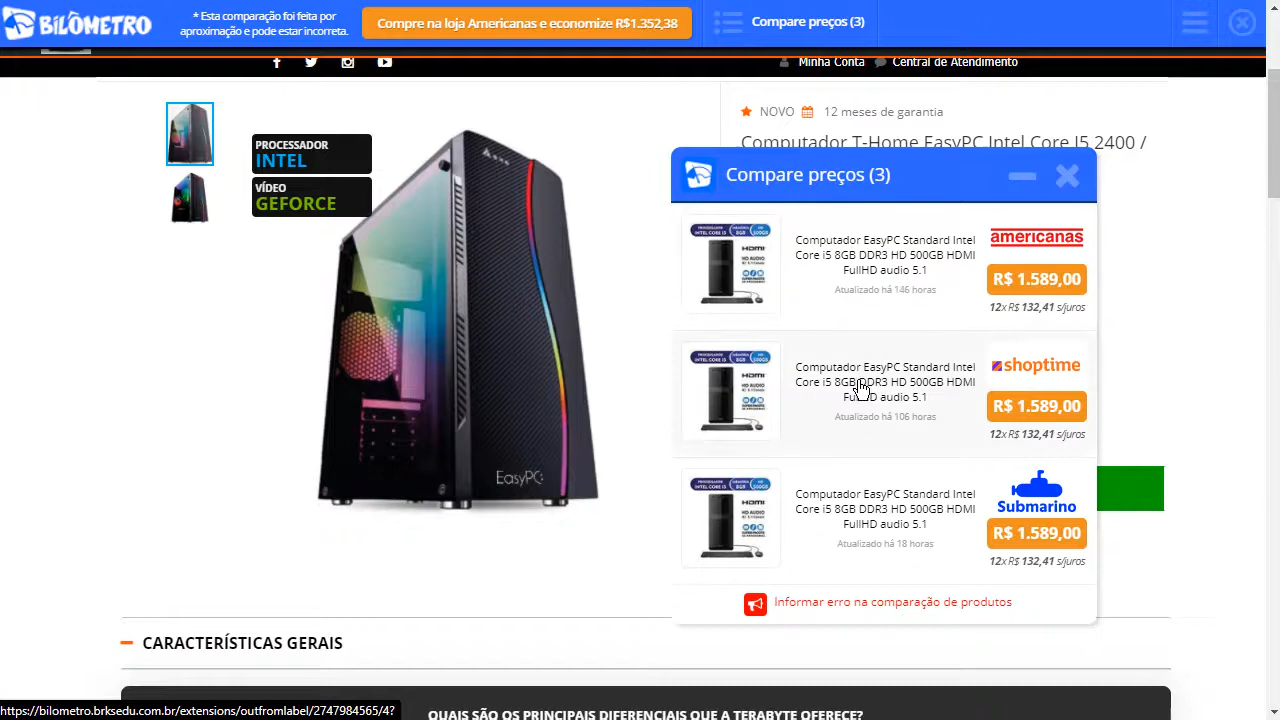 BILÔMETRO
* Esta comparação foi feita por
aproximação e pode estar incorreta.
Compre na loja Americanas e economize R$1.352,38
Compare preços (3)
Minha Conta
Central de Atendimento
NOVO
12 meses de garantia
Computador T-Home EasyPC Intel Core I5 2400 /
PROCESSADOR
INTEL
VÍDEO
GEFORCE
EasyPC
Compare preços (3)
Computador EasyPC Standard Intel
Core i5 8GB DDR3 HD 500GB HDMI
FullHD audio 5.1
Atualizado há 146 horas
americanas
R$ 1.589,00
12x R$ 132,41 s/juros
Computador EasyPC Standard Intel
Core i5 8GB DDR3 HD 500GB HDMI
FullHD audio 5.1
Atualizado há 106 horas
shoptime
R$ 1.589,00
12x R$ 132,41 s/juros
Computador EasyPC Standard Intel
Core i5 8GB DDR3 HD 500GB HDMI
FullHD audio 5.1
Atualizado há 18 horas
Submarino
R$ 1.589,00
12x R$ 132,41 s/juros
Informar erro na comparação de produtos
CARACTERÍSTICAS GERAIS
QUAIS SÃO OS PRINCIPAIS DIFERENCIAIS QUE A TERABYTE OFERECE?
https://bilometro.brksedu.com.br/extensions/outfromlabel/2747984565/4?